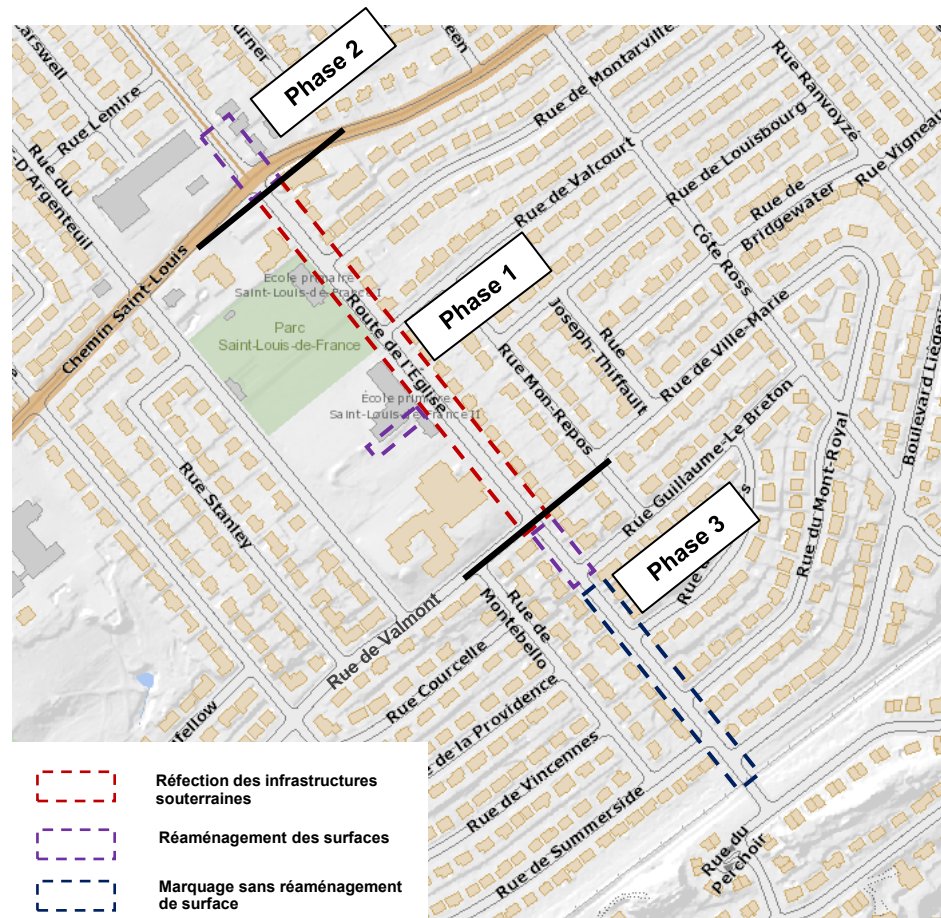 Carswell
Turner
Rue Lemire
Rue du
-D'Argenteuil
Phase 2
Rue de Montarville
Rue Ranvoyzé
Rue de Louisbourg
Rue Vigneau
Rue de
Bridgewater
Rue de Valcourt
Côte Ross
Chemin Saint-Louis
École primaire
Saint-Louis-de-France I
Parc
Saint-Louis-de-France
Route de l'Église
Phase 1
École primaire
Saint-Louis-de-France II
Rue
Joseph-Thiffault
Rue de Ville-Marie
Rue Mon-Repos
Rue Guillaume-Le Breton
Rue du Mont-Royal
Boulevard Liége
Rue Stanley
Phase 3
Rue de Valmont
Rue de
Montebello
Rue Courcelle
de la Providence
Rue de Vincennes
Rue de Summerside
Rue du
Perchoir
fellow
Réfection des infrastructures
souterraines
Réaménagement des surfaces
Marquage sans réaménagement
de surface